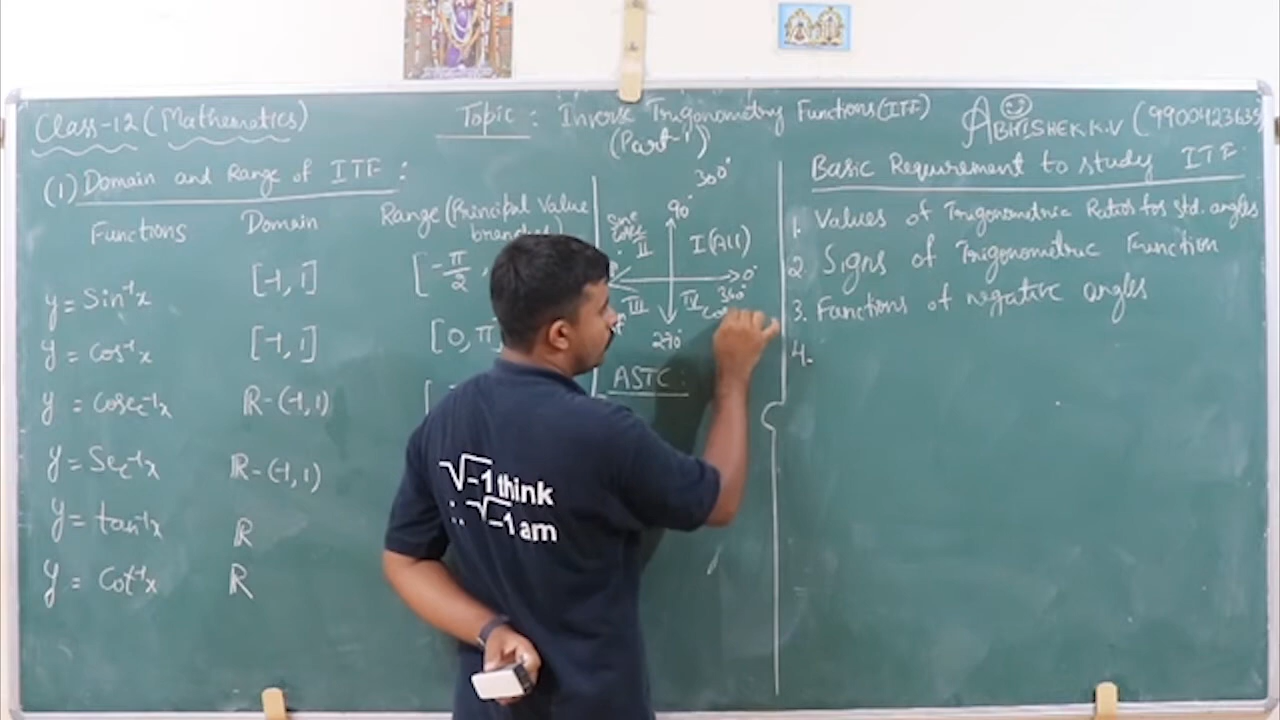 Class-12 (Mathematics)
Topic : Inverse Trigonometry Functions (ITF)
(Part-1)
ABHISHEK K.V (9900423635)
(1) Domain and Range of ITF :
Functions Domain Range (Principal Value
branches)
y = Sin⁻¹x [-1, 1] [-π/2,
y = Cos⁻¹x [-1, 1] [0, π]
y = Cosec⁻¹x R-(-1,1) [
y = Sec⁻¹x R-(-1,1)
y = tan⁻¹x R
y = Cot⁻¹x R
360°
90°
II I (All)
0°
360°
III IV
270°
ASTC :
Basic Requirement to study ITF
1. Values of Trigonometric Ratios for std. angles
2. Signs of Trigonometric Function
3. Functions of negative angles
4.
√-1 think
∴ √-1 am